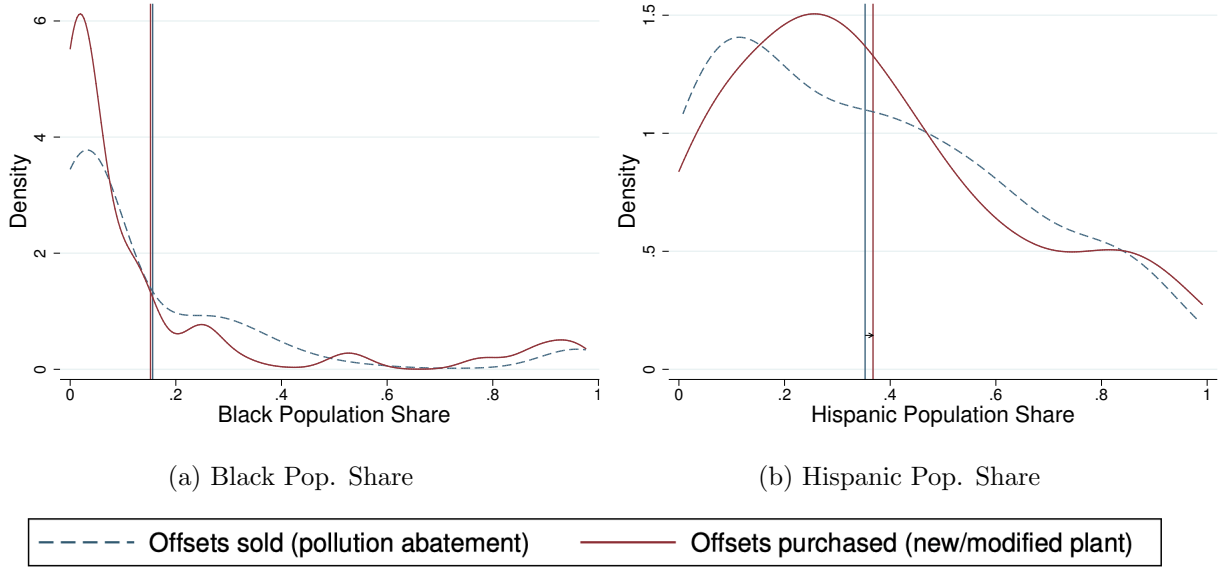 6
4
2
0
Density
0
.2
.4
.6
.8
1
Black Population Share
(a) Black Pop. Share
1.5
1
.5
0
Density
0
.2
.4
.6
.8
1
Hispanic Population Share
(b) Hispanic Pop. Share
Offsets sold (pollution abatement)
Offsets purchased (new/modified plant)